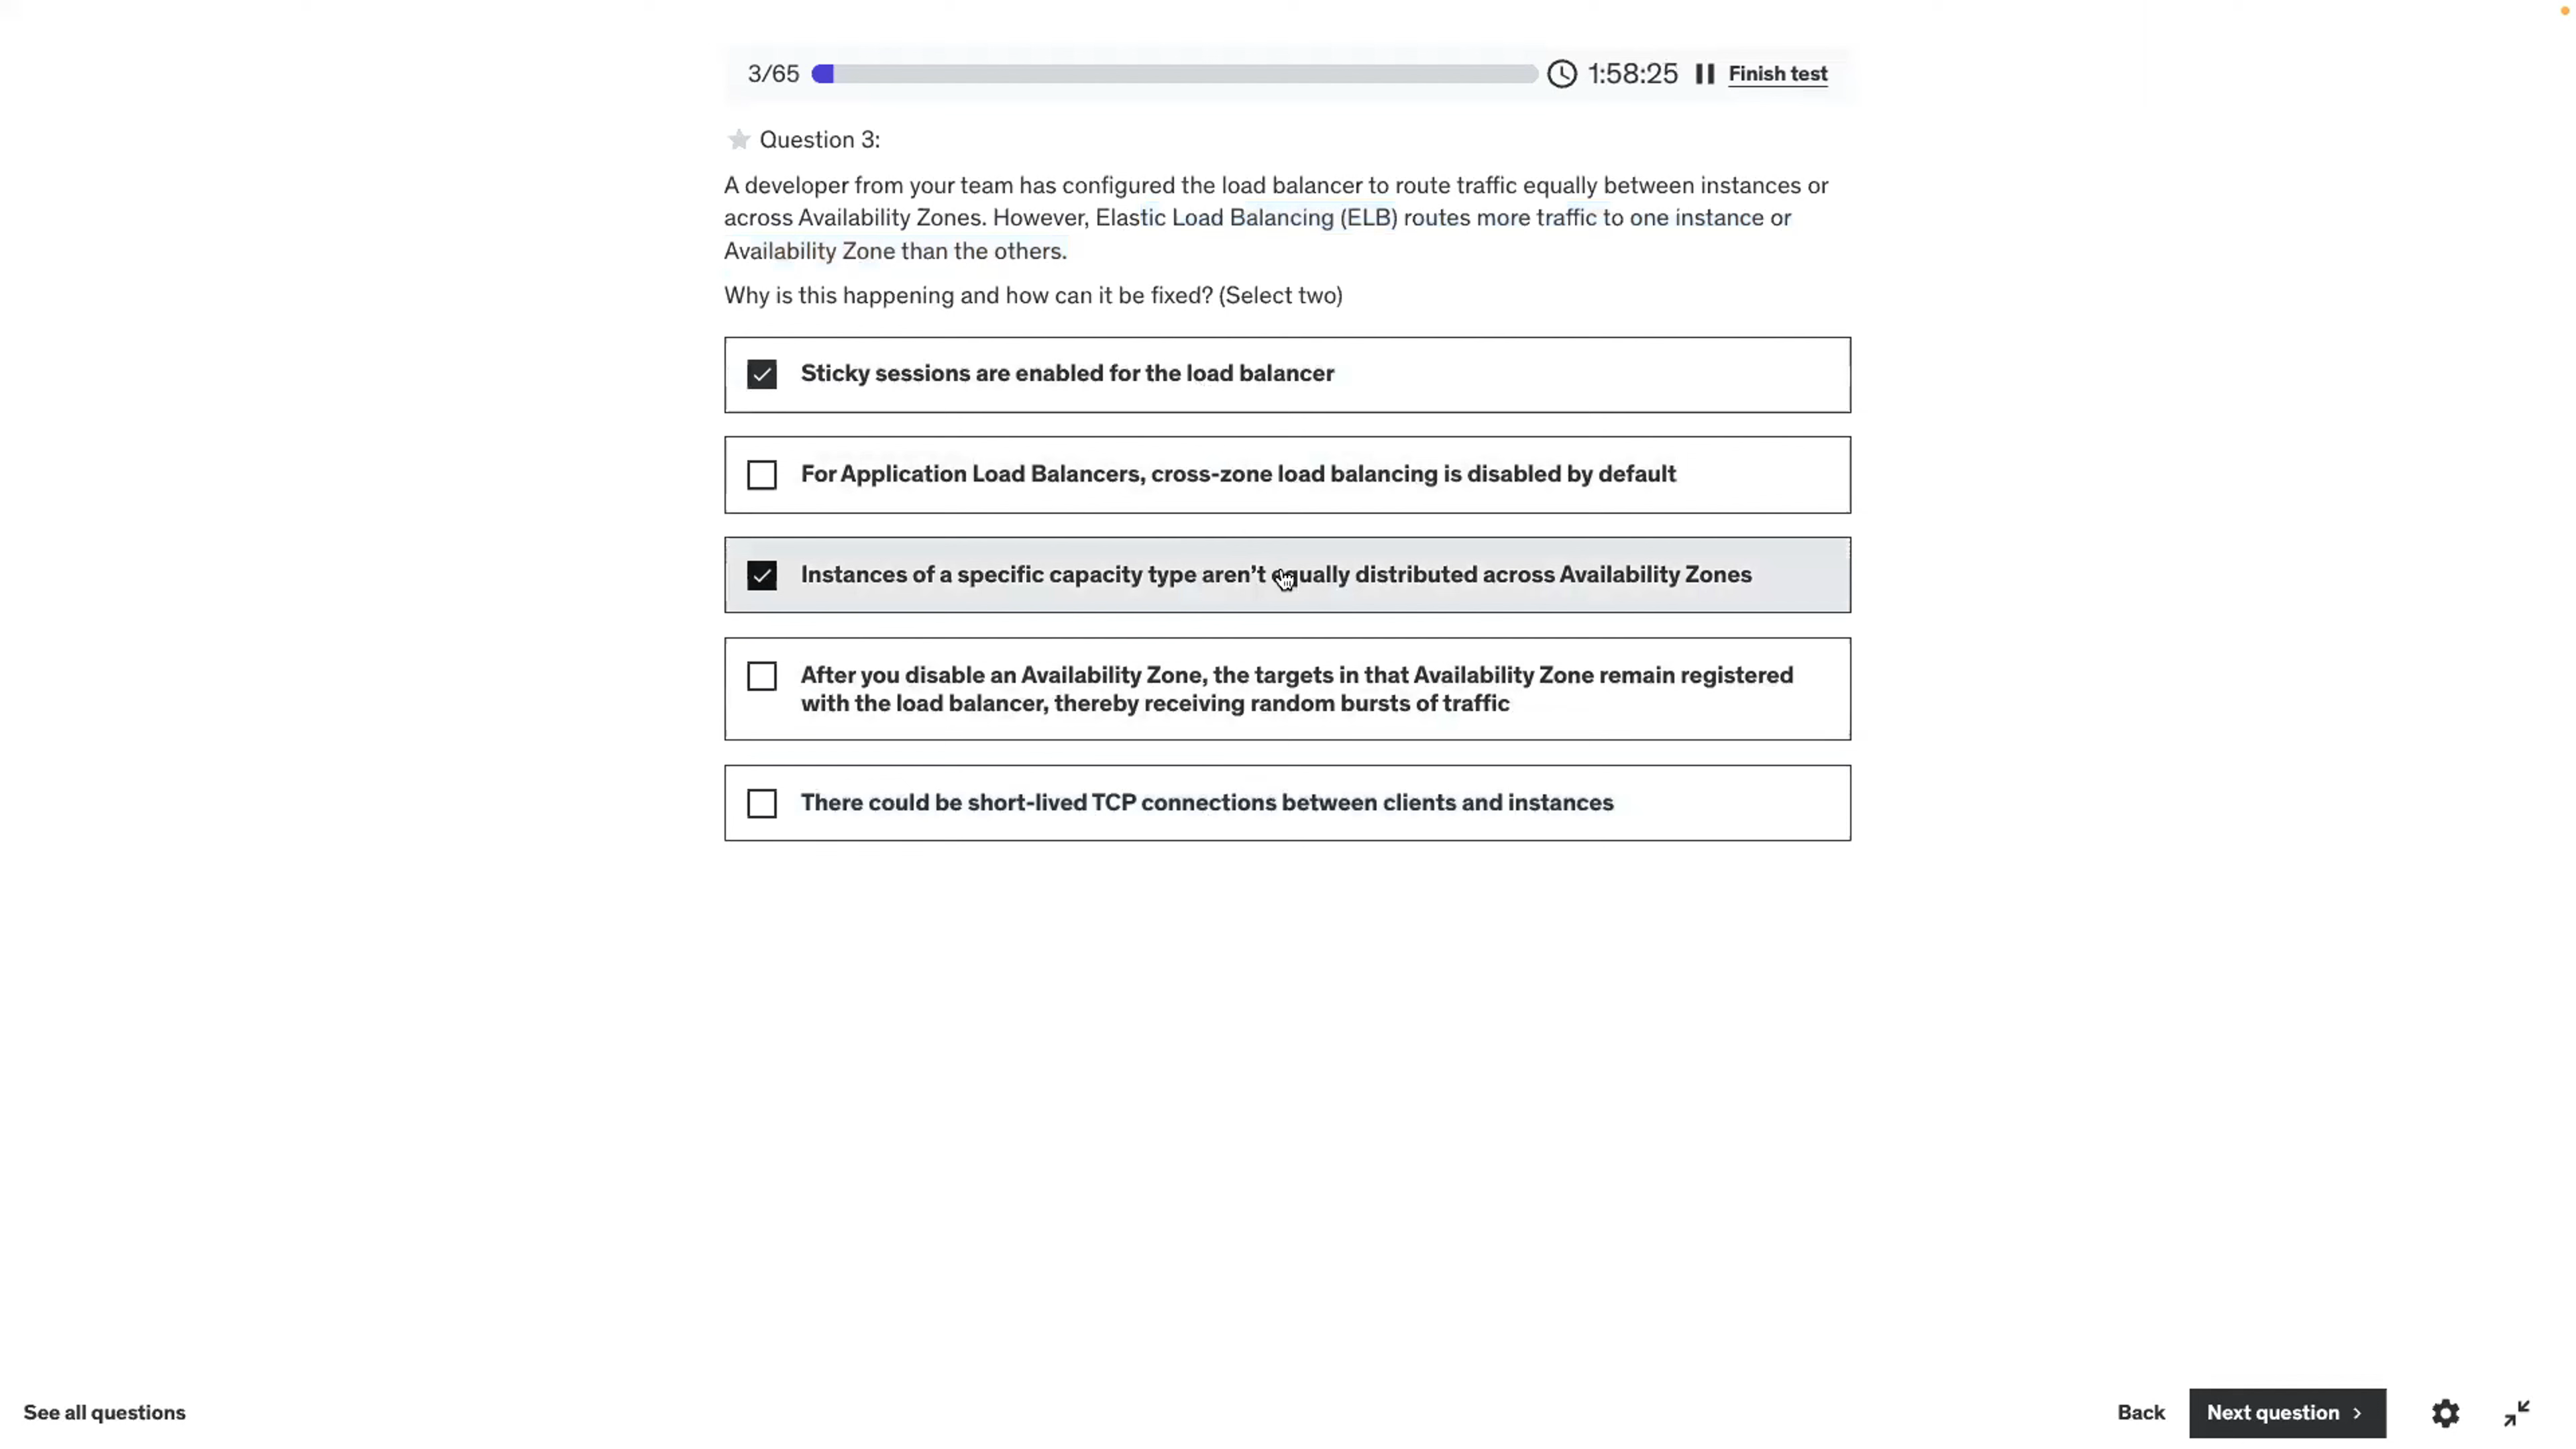 3/65
1:58:25
Finish test
Question 3:
A developer from your team has configured the load balancer to route traffic equally between instances or
across Availability Zones. However, Elastic Load Balancing (ELB) routes more traffic to one instance or
Availability Zone than the others.
Why is this happening and how can it be fixed? (Select two)
Sticky sessions are enabled for the load balancer
For Application Load Balancers, cross-zone load balancing is disabled by default
Instances of a specific capacity type aren’t equally distributed across Availability Zones
After you disable an Availability Zone, the targets in that Availability Zone remain registered
with the load balancer, thereby receiving random bursts of traffic
There could be short-lived TCP connections between clients and instances
See all questions
Back
Next question